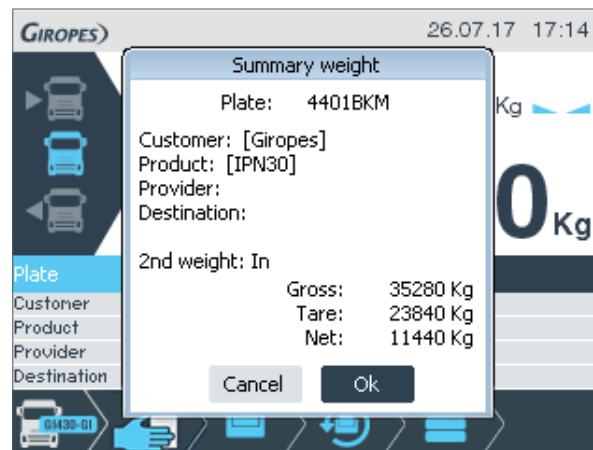 GIROPES) 26.07.17 17:14
Summary weight
Plate: 4401BKM
Kg
Customer: [Giropes]
Product: [IPN30]
Provider:
Destination:
0 Kg
2nd weight: In
Plate
Gross: 35280 Kg
Customer
Tare: 23840 Kg
Product
Net: 11440 Kg
Provider
Destination
Cancel Ok
GI430-GI